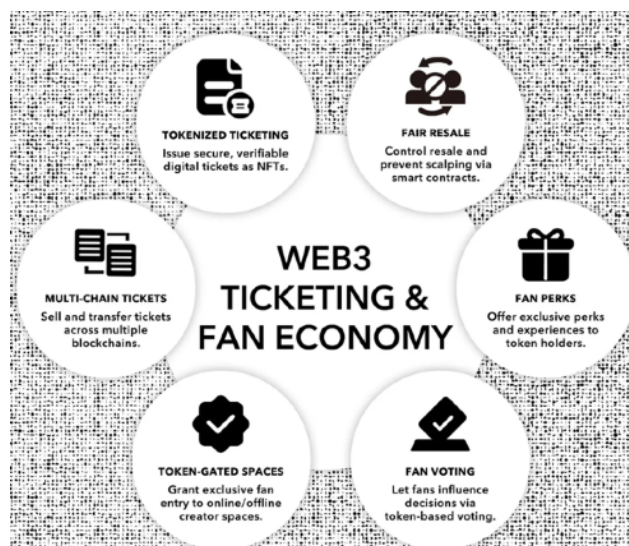 TOKENIZED TICKETING
Issue secure, verifiable
digital tickets as NFTs.
FAIR RESALE
Control resale and
prevent scalping via
smart contracts.
MULTI-CHAIN TICKETS
Sell and transfer tickets
across multiple
blockchains.
WEB3
TICKETING &
FAN ECONOMY
FAN PERKS
Offer exclusive perks
and experiences to
token holders.
TOKEN-GATED SPACES
Grant exclusive fan
entry to online/offline
creator spaces.
FAN VOTING
Let fans influence
decisions via
token-based voting.